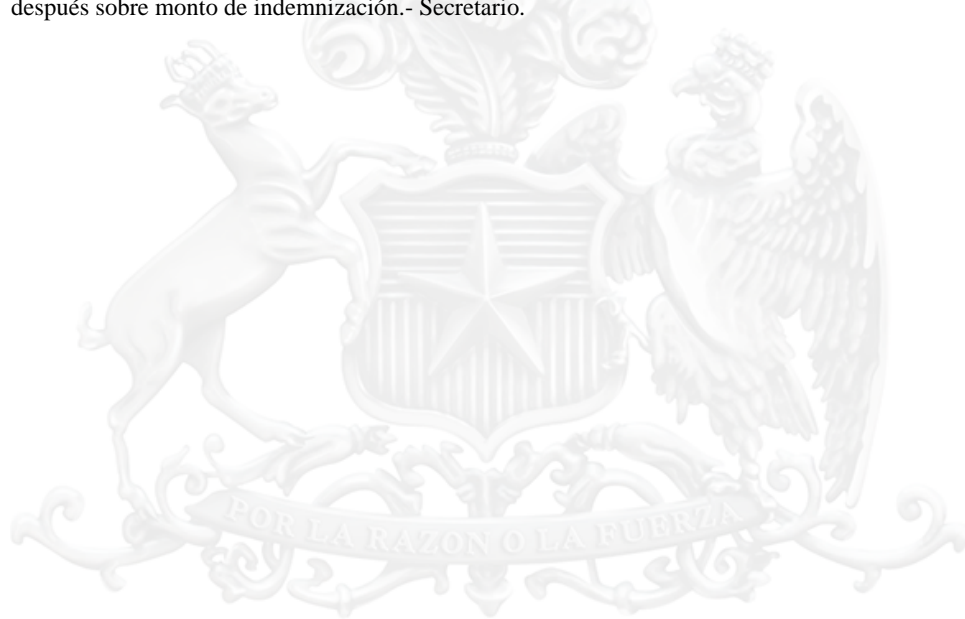 después sobre monto de indemnización.- Secretario.
POR LA RAZON O LA FUERZA